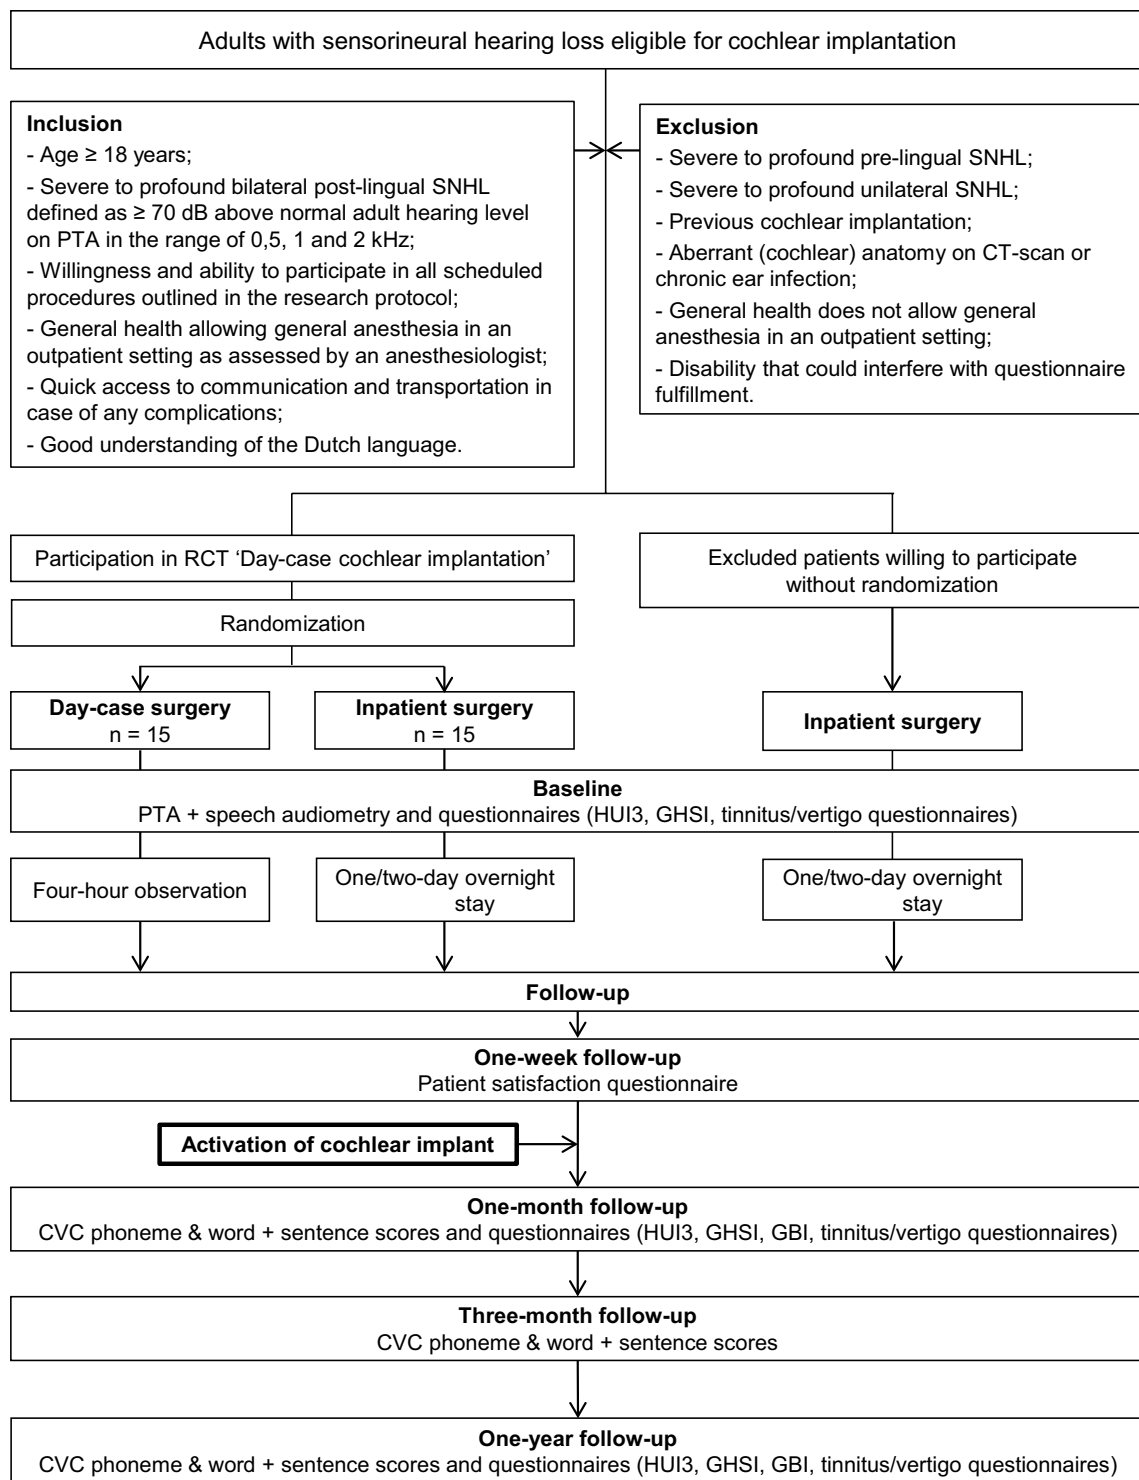 Adults with sensorineural hearing loss eligible for cochlear implantation
Inclusion
- Age ≥ 18 years;
- Severe to profound bilateral post-lingual SNHL
defined as ≥ 70 dB above normal adult hearing level
on PTA in the range of 0,5, 1 and 2 kHz;
- Willingness and ability to participate in all scheduled
procedures outlined in the research protocol;
- General health allowing general anesthesia in an
outpatient setting as assessed by an anesthesiologist;
- Quick access to communication and transportation in
case of any complications;
- Good understanding of the Dutch language.
Exclusion
- Severe to profound pre-lingual SNHL;
- Severe to profound unilateral SNHL;
- Previous cochlear implantation;
- Aberrant (cochlear) anatomy on CT-scan or
chronic ear infection;
- General health does not allow general
anesthesia in an outpatient setting;
- Disability that could interfere with questionnaire
fulfillment.
Participation in RCT ‘Day-case cochlear implantation’
Excluded patients willing to participate
without randomization
Randomization
Day-case surgery
n = 15
Inpatient surgery
n = 15
Inpatient surgery
Baseline
PTA + speech audiometry and questionnaires (HUI3, GHSI, tinnitus/vertigo questionnaires)
Four-hour observation
One/two-day overnight
stay
One/two-day overnight
stay
Follow-up
One-week follow-up
Patient satisfaction questionnaire
Activation of cochlear implant
One-month follow-up
CVC phoneme & word + sentence scores and questionnaires (HUI3, GHSI, GBI, tinnitus/vertigo questionnaires)
Three-month follow-up
CVC phoneme & word + sentence scores
One-year follow-up
CVC phoneme & word + sentence scores and questionnaires (HUI3, GHSI, GBI, tinnitus/vertigo questionnaires)